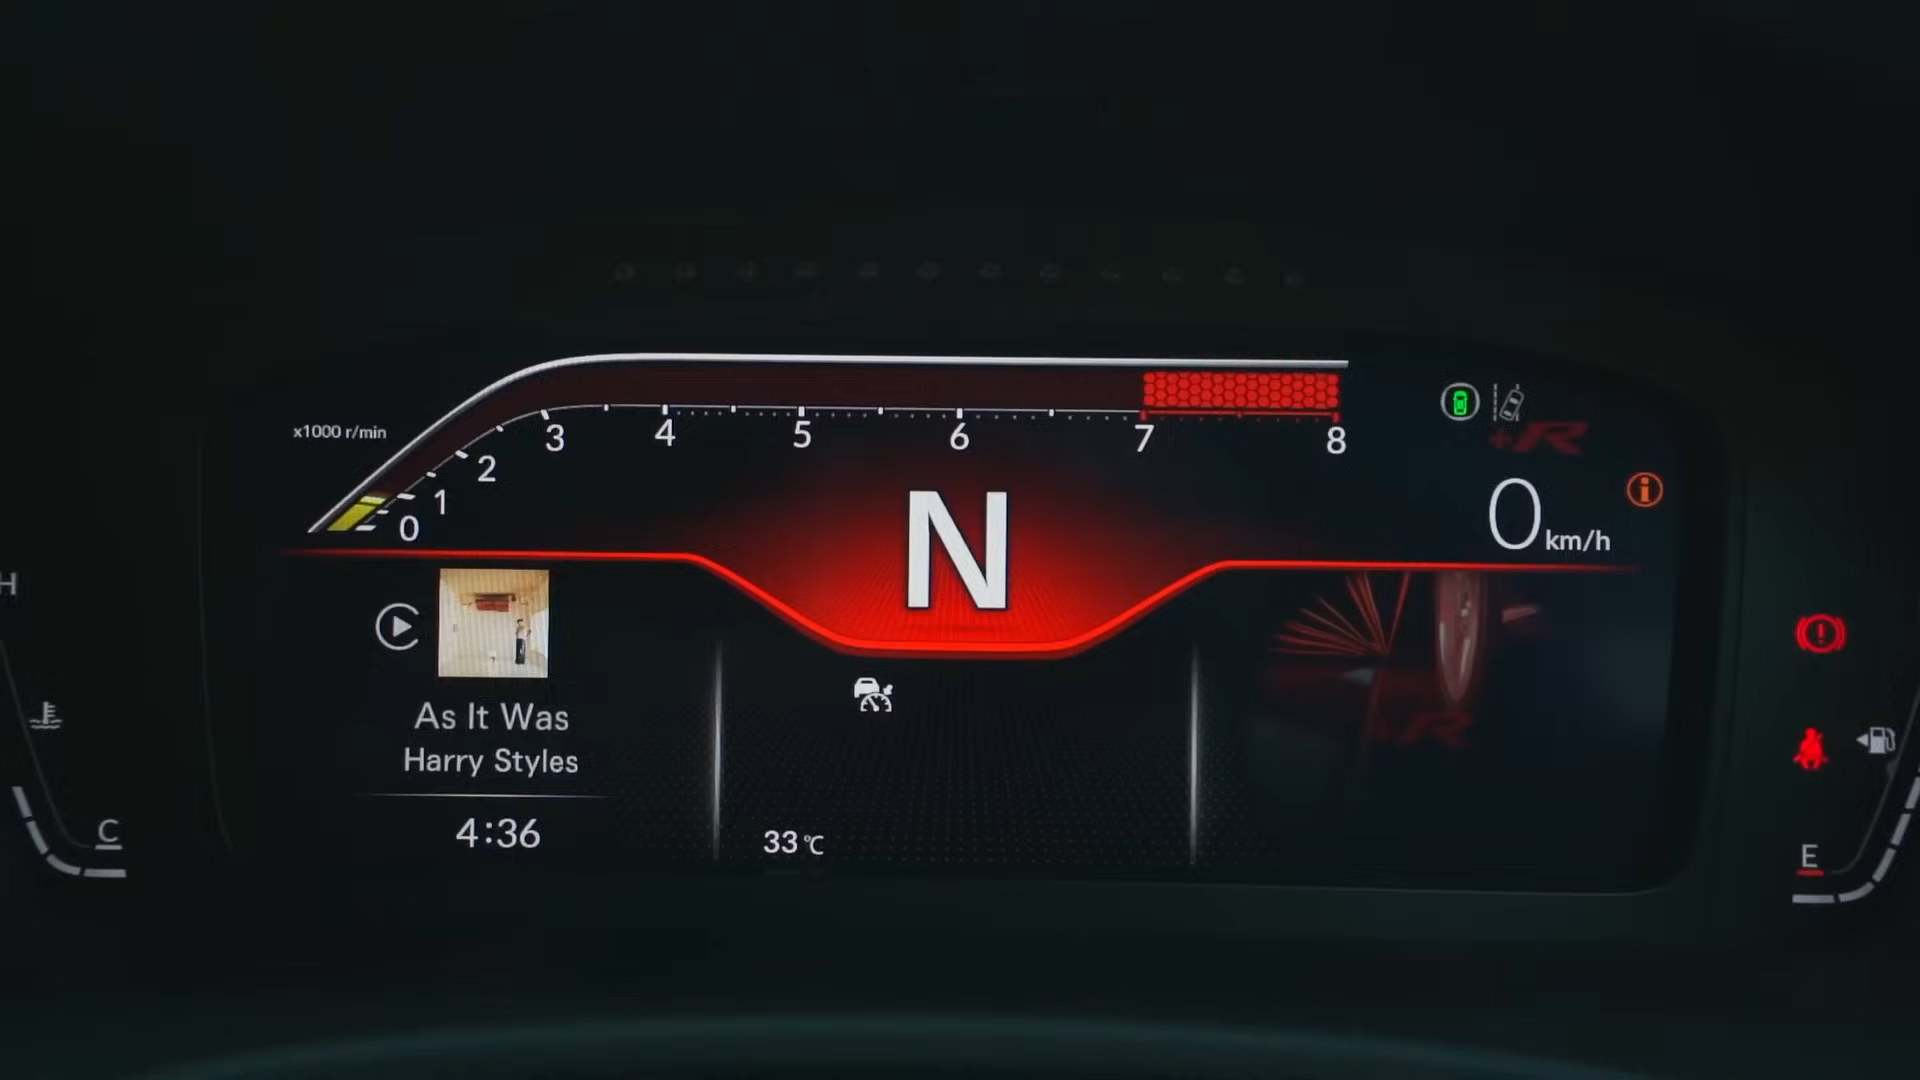 x1000 r/min
0 1 2 3 4 5 6 7 8
+R
N
0 km/h
H
As It Was
Harry Styles
+R
4:36
33 °C
C
E